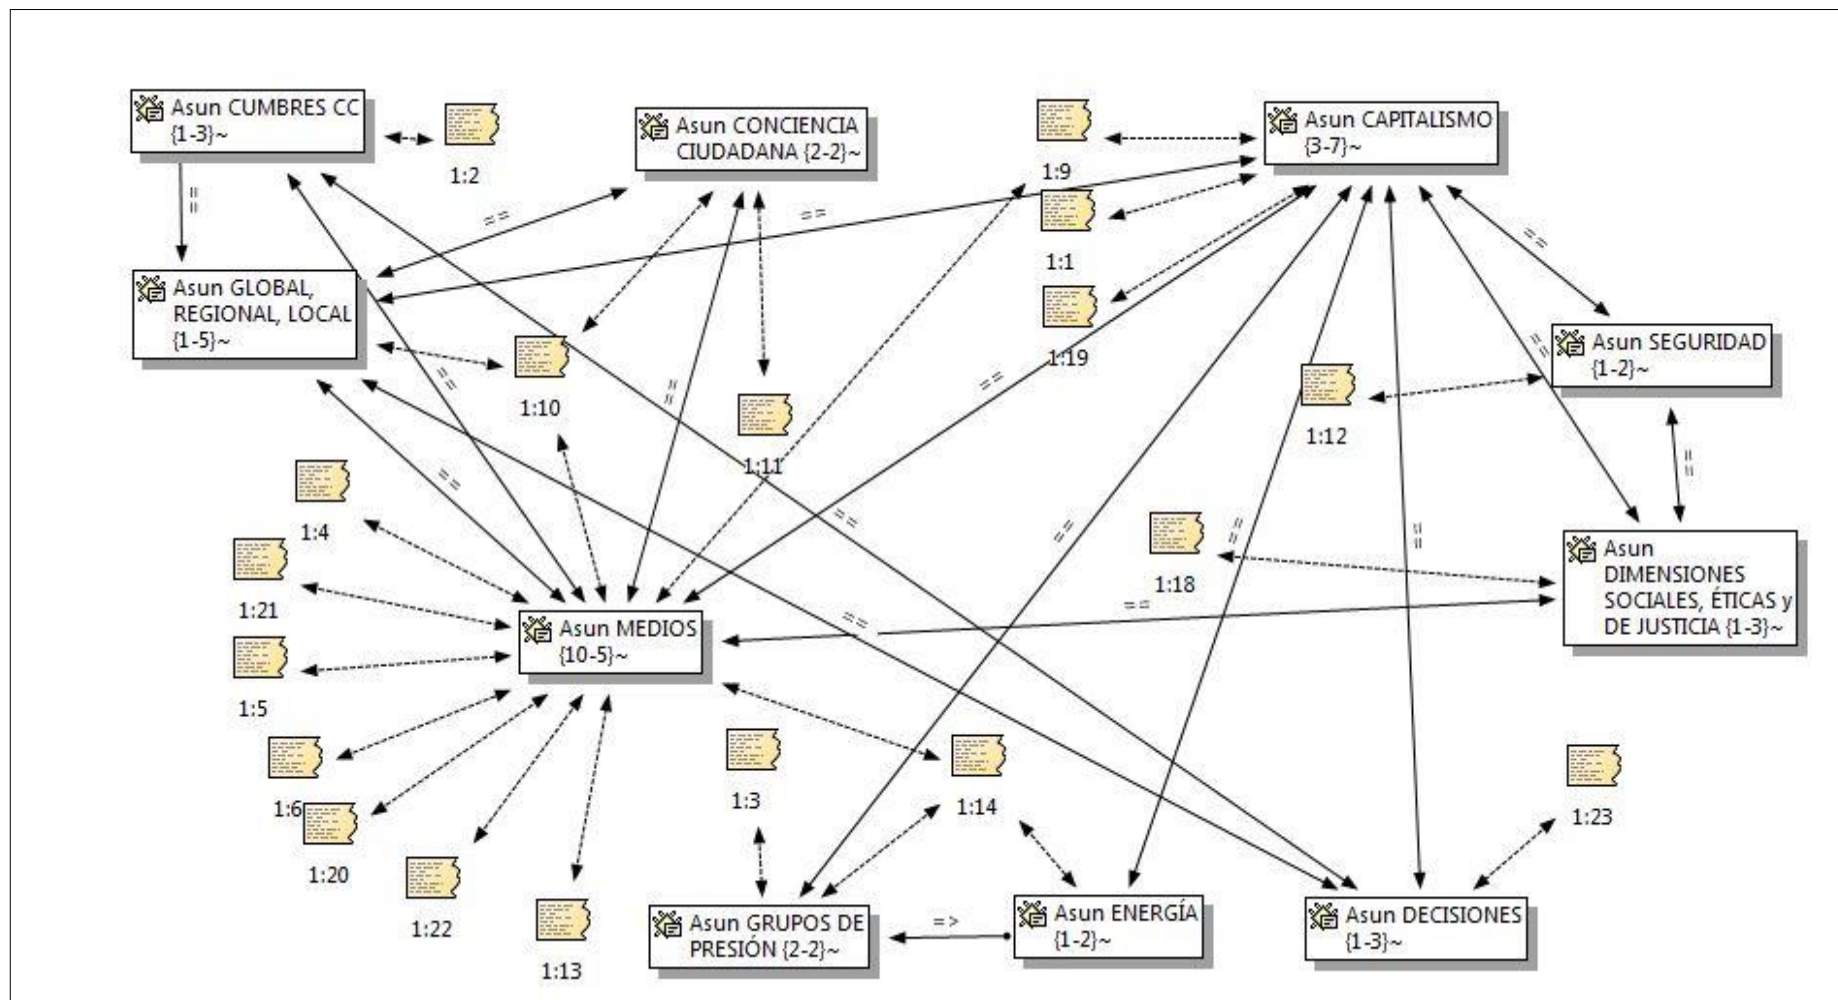 Asun CUMBRES CC
{1-3}~
1:2
Asun CONCIENCIA
CIUDADANA {2-2}~
1:9
Asun CAPITALISMO
{3-7}~
==
==
==
==
1:1
Asun GLOBAL,
REGIONAL, LOCAL
{1-5}~
1:19
Asun SEGURIDAD
{1-2}~
==
==
==
==
1:10
1:11
1:12
==
==
1:4
==
==
==
==
1:21
1:18
Asun
DIMENSIONES
SOCIALES, ÉTICAS y
DE JUSTICIA {1-3}~
==
==
Asun MEDIOS
{10-5}~
1:5
1:6
1:3
1:14
1:23
1:20
1:22
1:13
Asun GRUPOS DE
PRESIÓN {2-2}~
=>
Asun ENERGÍA
{1-2}~
Asun DECISIONES
{1-3}~